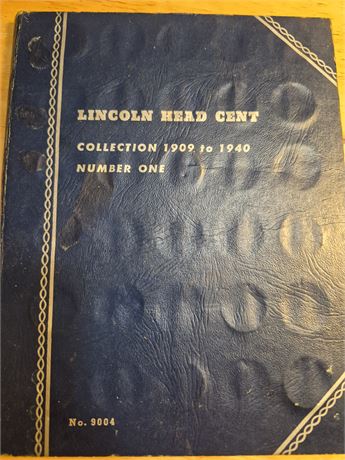 LINCOLN HEAD CENT
COLLECTION 1909 to 1940
NUMBER ONE
No. 9004